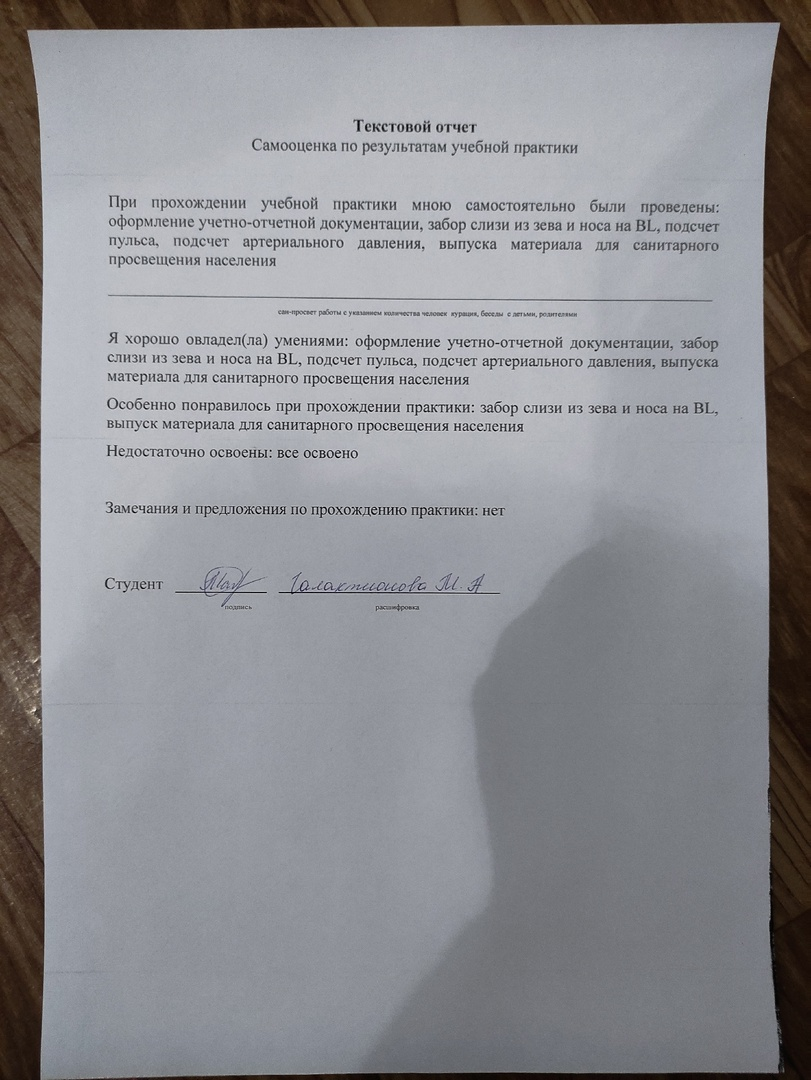 Текстовой отчет
Самооценка по результатам учебной практики
При прохождении учебной практики мною самостоятельно были проведены:
оформление учетно-отчетной документации, забор слизи из зева и носа на BL, подсчет
пульса, подсчет артериального давления, выпуска материала для санитарного
просвещения населения
сан-просвет работы с указанием количества человек курация, беседы с детьми, родителями
Я хорошо овладел(ла) умениями: оформление учетно-отчетной документации, забор
слизи из зева и носа на BL, подсчет пульса, подсчет артериального давления, выпуска
материала для санитарного просвещения населения
Особенно понравилось при прохождении практики: забор слизи из зева и носа на BL,
выпуск материала для санитарного просвещения населения
Недостаточно освоены: все освоено
Замечания и предложения по прохождению практики: нет
Студент Галактионова М. А
подпись расшифровка